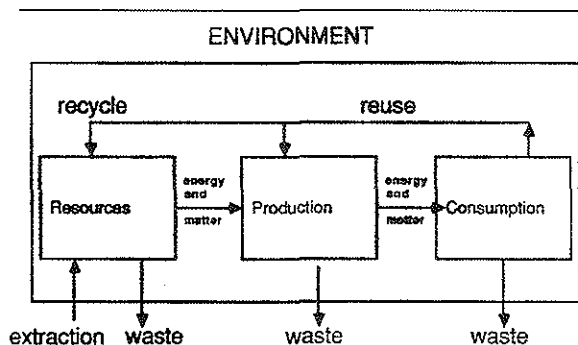 ENVIRONMENT
recycle reuse
energy and matter
energy and matter
Resources Production Consumption
extraction waste waste waste